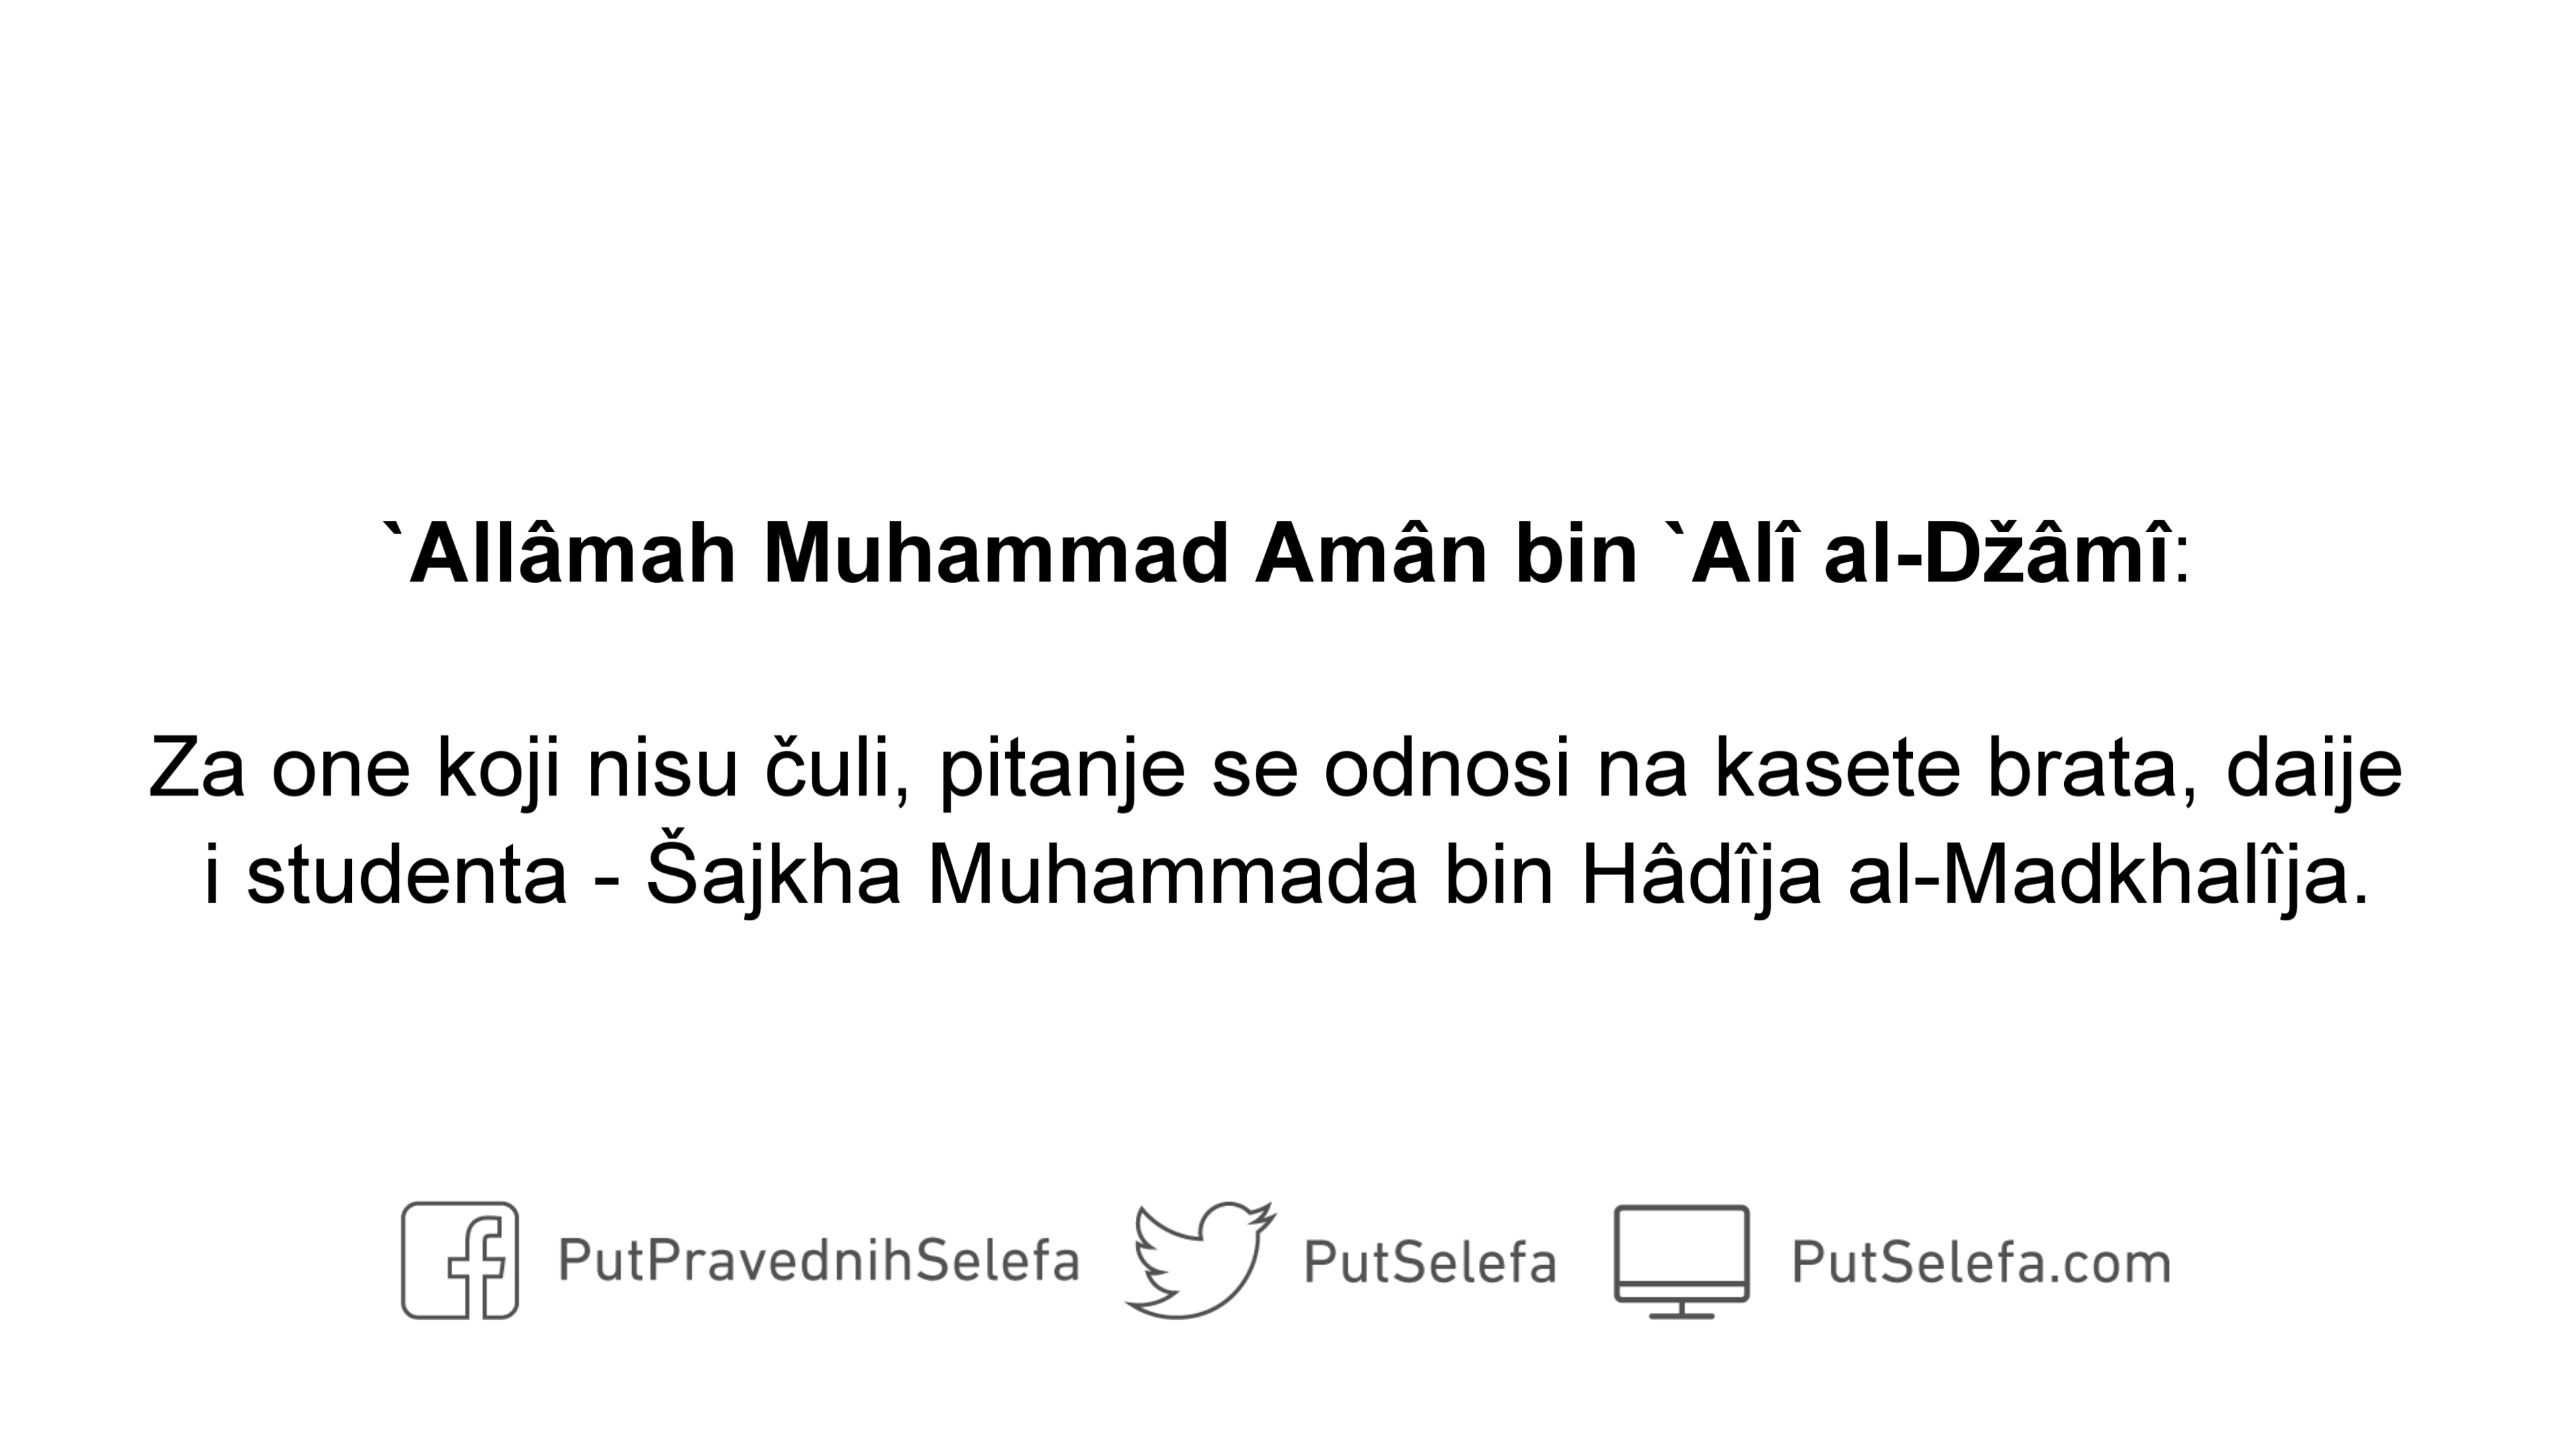 `Allâmah Muhammad Amân bin `Alî al-Džâmî:
Za one koji nisu čuli, pitanje se odnosi na kasete brata, daije
i studenta - Šajkha Muhammada bin Hâdîja al-Madkhalîja.
PutPravednihSelefa PutSelefa PutSelefa.com